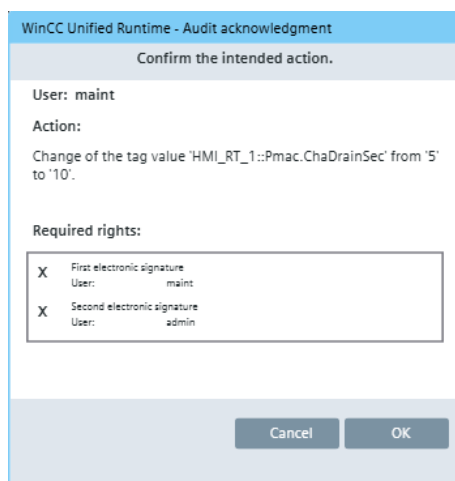 WinCC Unified Runtime - Audit acknowledgment
Confirm the intended action.
User: maint
Action:
Change of the tag value 'HMI_RT_1::Pmac.ChaDrainSec' from '5'
to '10'.
Required rights:
X First electronic signature
User: maint
X Second electronic signature
User: admin
Cancel OK